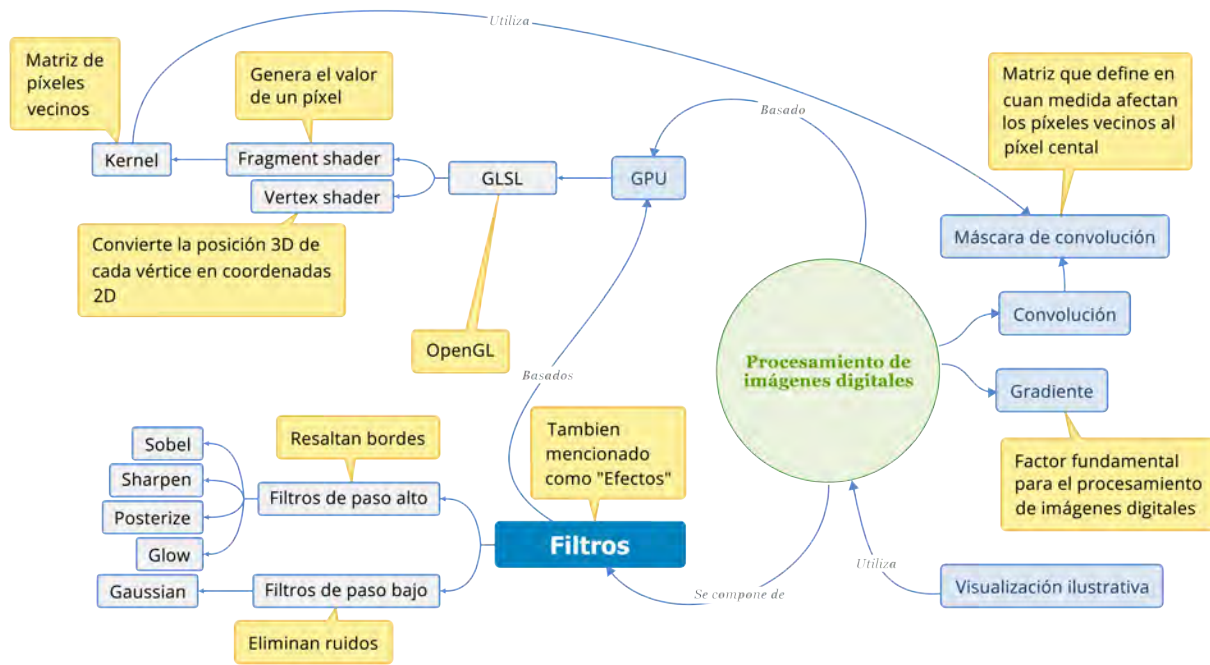 Utiliza
Matriz de
píxeles
vecinos
Genera el valor
de un píxel
Matriz que define en
cuan medida afectan
los píxeles vecinos al
píxel cental
Basado
Kernel
Fragment shader
GLSL
GPU
Vertex shader
Máscara de convolución
Convierte la posición 3D de
cada vértice en coordenadas
2D
Convolución
OpenGL
Procesamiento de
imágenes digitales
Basados
Gradiente
Sobel
Resaltan bordes
Tambien
mencionado
como "Efectos"
Factor fundamental
para el procesamiento
de imágenes digitales
Sharpen
Filtros de paso alto
Posterize
Glow
Filtros
Utiliza
Gaussian
Filtros de paso bajo
Se compone de
Visualización ilustrativa
Eliminan ruidos